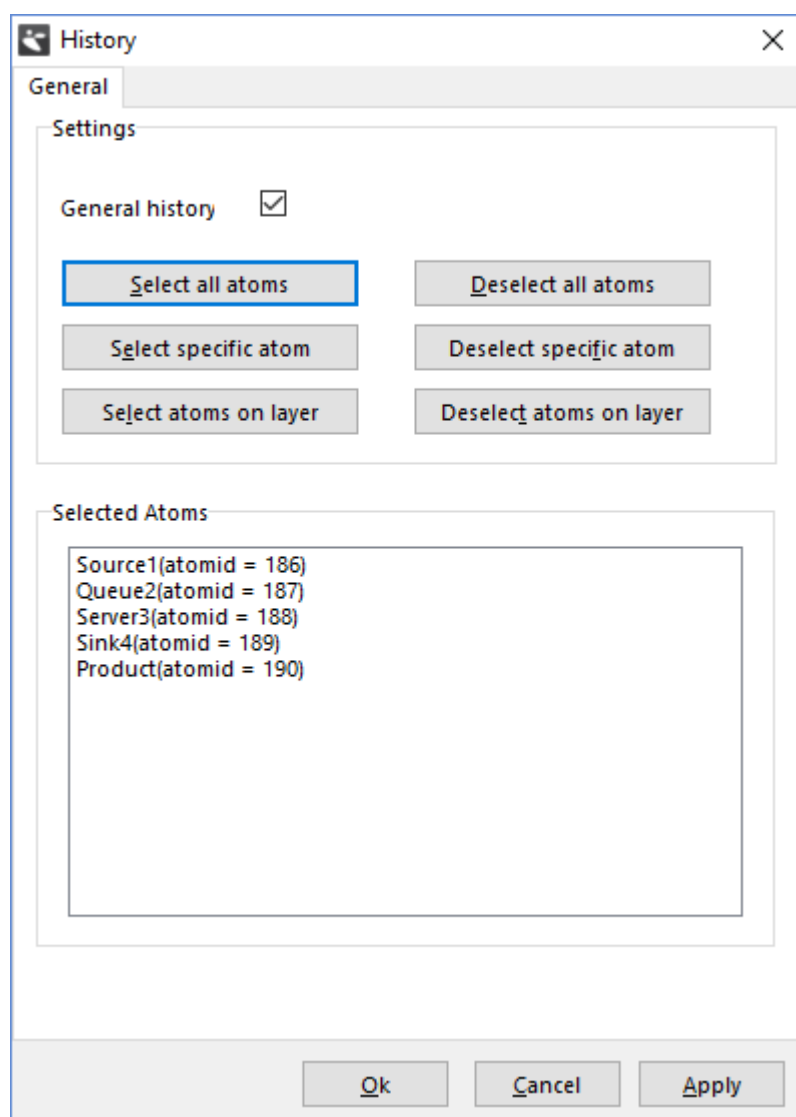 History
General
Settings
General history
Select all atoms
Deselect all atoms
Select specific atom
Deselect specific atom
Select atoms on layer
Deselect atoms on layer
Selected Atoms
Source1(atomid = 186)
Queue2(atomid = 187)
Server3(atomid = 188)
Sink4(atomid = 189)
Product(atomid = 190)
Ok
Cancel
Apply